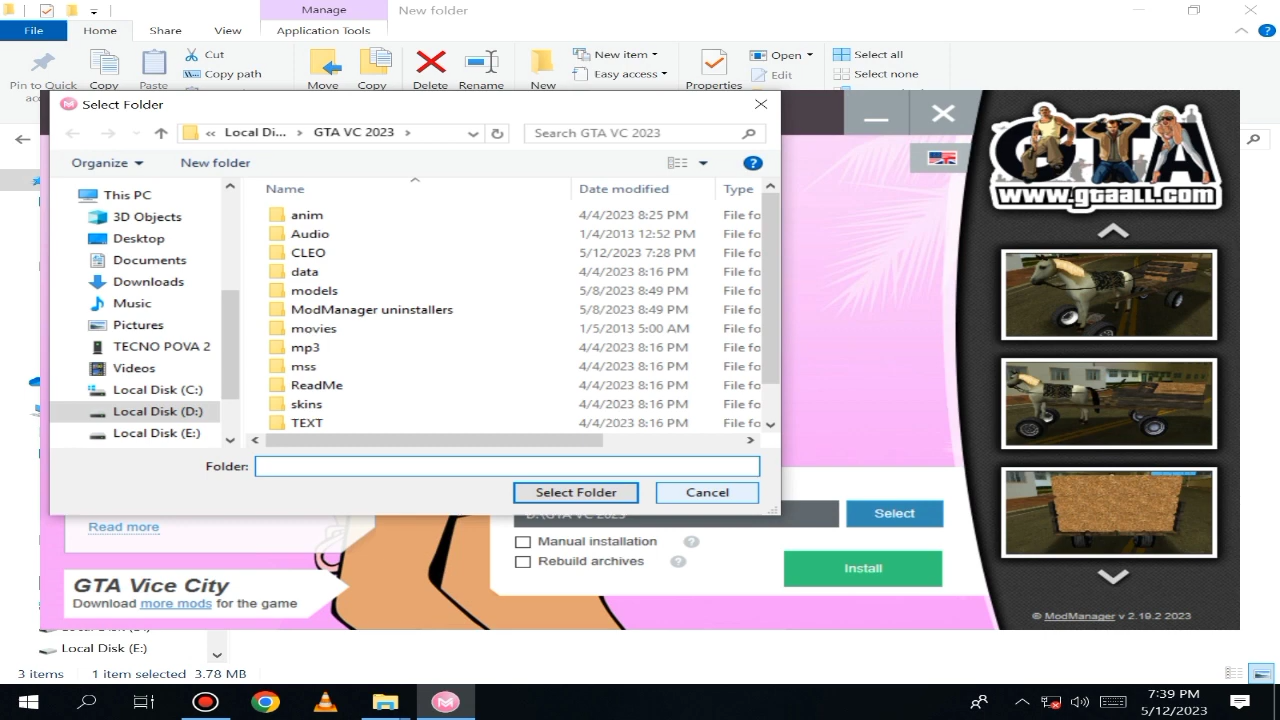 Manage
New folder
File
Home
Share
View
Application Tools
Cut
Copy path
New item
Easy access
Open
Edit
Select all
Select none
Pin to Quick
Copy
Paste
Move
Copy
Delete
Rename
New
Properties
Select Folder
Local Di...
GTA VC 2023
Search GTA VC 2023
Organize
New folder
This PC
3D Objects
Desktop
Documents
Downloads
Music
Pictures
TECNO POVA 2
Videos
Local Disk (C:)
Local Disk (D:)
Local Disk (E:)
Name Date modified Type
anim 4/4/2023 8:25 PM File fo
Audio 1/4/2013 12:52 PM File fo
CLEO 5/12/2023 7:28 PM File fo
data 4/4/2023 8:16 PM File fo
models 5/8/2023 8:49 PM File fo
ModManager uninstallers 5/8/2023 8:49 PM File fo
movies 1/5/2013 5:00 AM File fo
mp3 4/4/2023 8:16 PM File fo
mss 4/4/2023 8:16 PM File fo
ReadMe 4/4/2023 8:16 PM File fo
skins 4/4/2023 8:16 PM File fo
TEXT 4/4/2023 8:16 PM File fo
Folder:
Select Folder
Cancel
GTA
www.gtaall.com
Read more
GTA Vice City
Download more mods for the game
D:\GTA VC 2023
Select
Manual installation
Rebuild archives
Install
© ModManager v 2.19.2 2023
Local Disk (E:)
3 items 1 item selected 3.78 MB
7:39 PM
5/12/2023